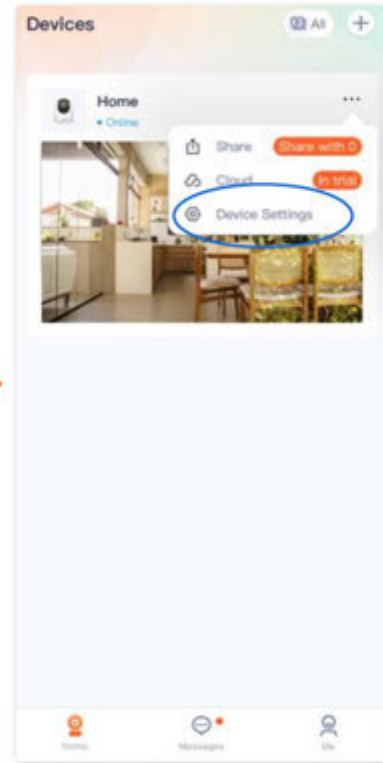 Devices
All
Home
• Online
Share
Share with 0
Cloud
In trial
Device Settings
Home
Messages
Me